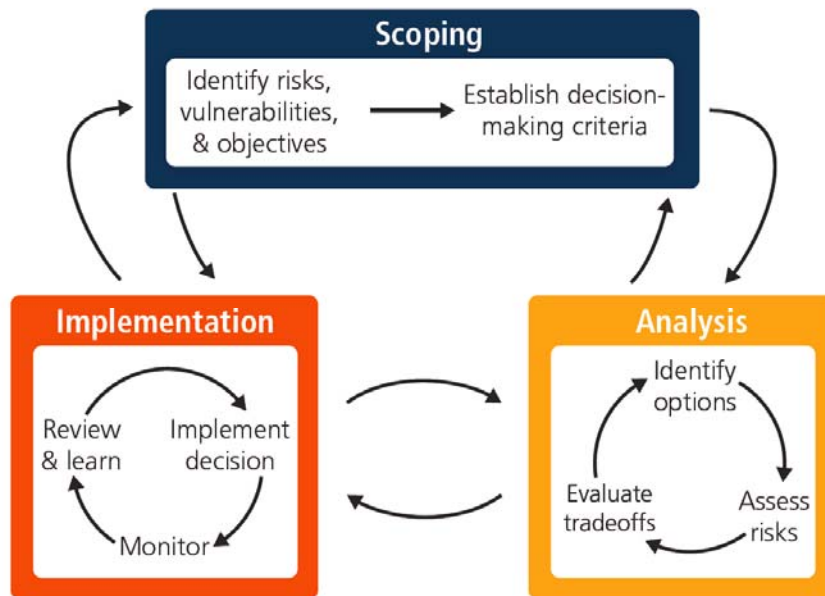 Scoping
Identify risks,
vulnerabilities,
& objectives
Establish decision-
making criteria
Implementation
Review
& learn
Implement
decision
Monitor
Analysis
Identify
options
Assess
risks
Evaluate
tradeoffs